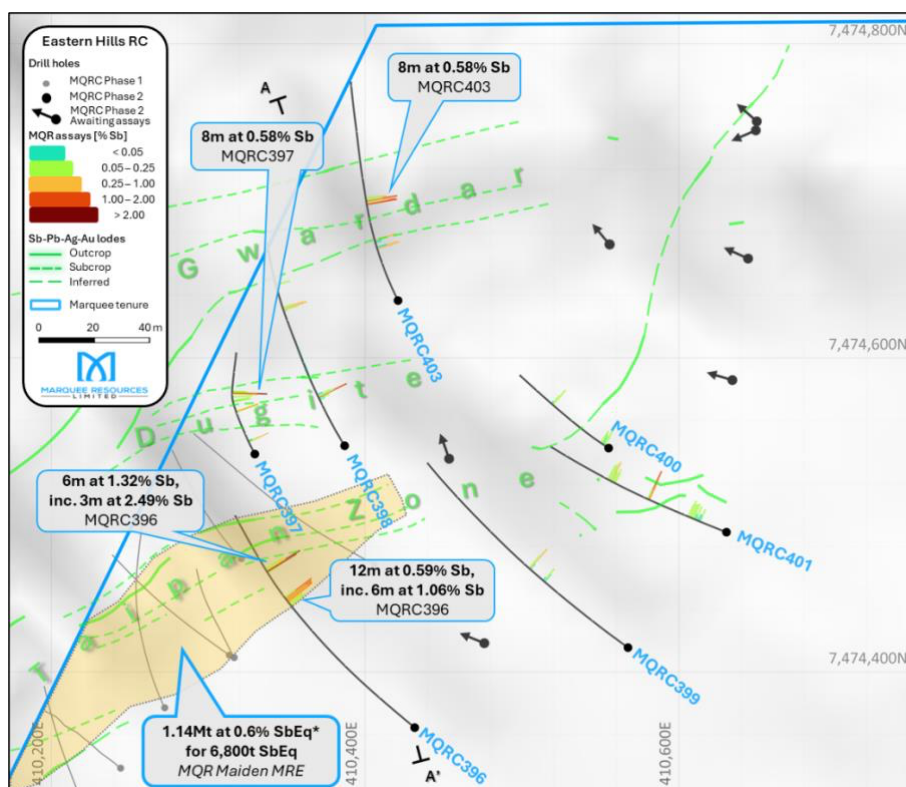 Eastern Hills RC
Drill holes
MQRC Phase 1
MQRC Phase 2
MQRC Phase 2
Awaiting assays
MQR assays [% Sb]
< 0.05
0.05 – 0.25
0.25 – 1.00
1.00 – 2.00
> 2.00
Sb-Pb-Ag-Au lodes
Outcrop
Subcrop
Inferred
Marquee tenure
0 20 40 m
MARQUEE RESOURCES
LIMITED
7,474,800N
A
8m at 0.58% Sb
MQRC403
8m at 0.58% Sb
MQRC397
Gwardar
MQRC403
7,474,600N
Dugite
MQRC400
MQRC397
MQRC398
6m at 1.32% Sb,
inc. 3m at 2.49% Sb
MQRC396
Taipan Zone
MQRC401
12m at 0.59% Sb,
inc. 6m at 1.06% Sb
MQRC396
MQRC399
7,474,400N
1.14Mt at 0.6% SbEq*
for 6,800t SbEq
MQR Maiden MRE
MQRC396
A'
410,200E
410,400E
410,600E